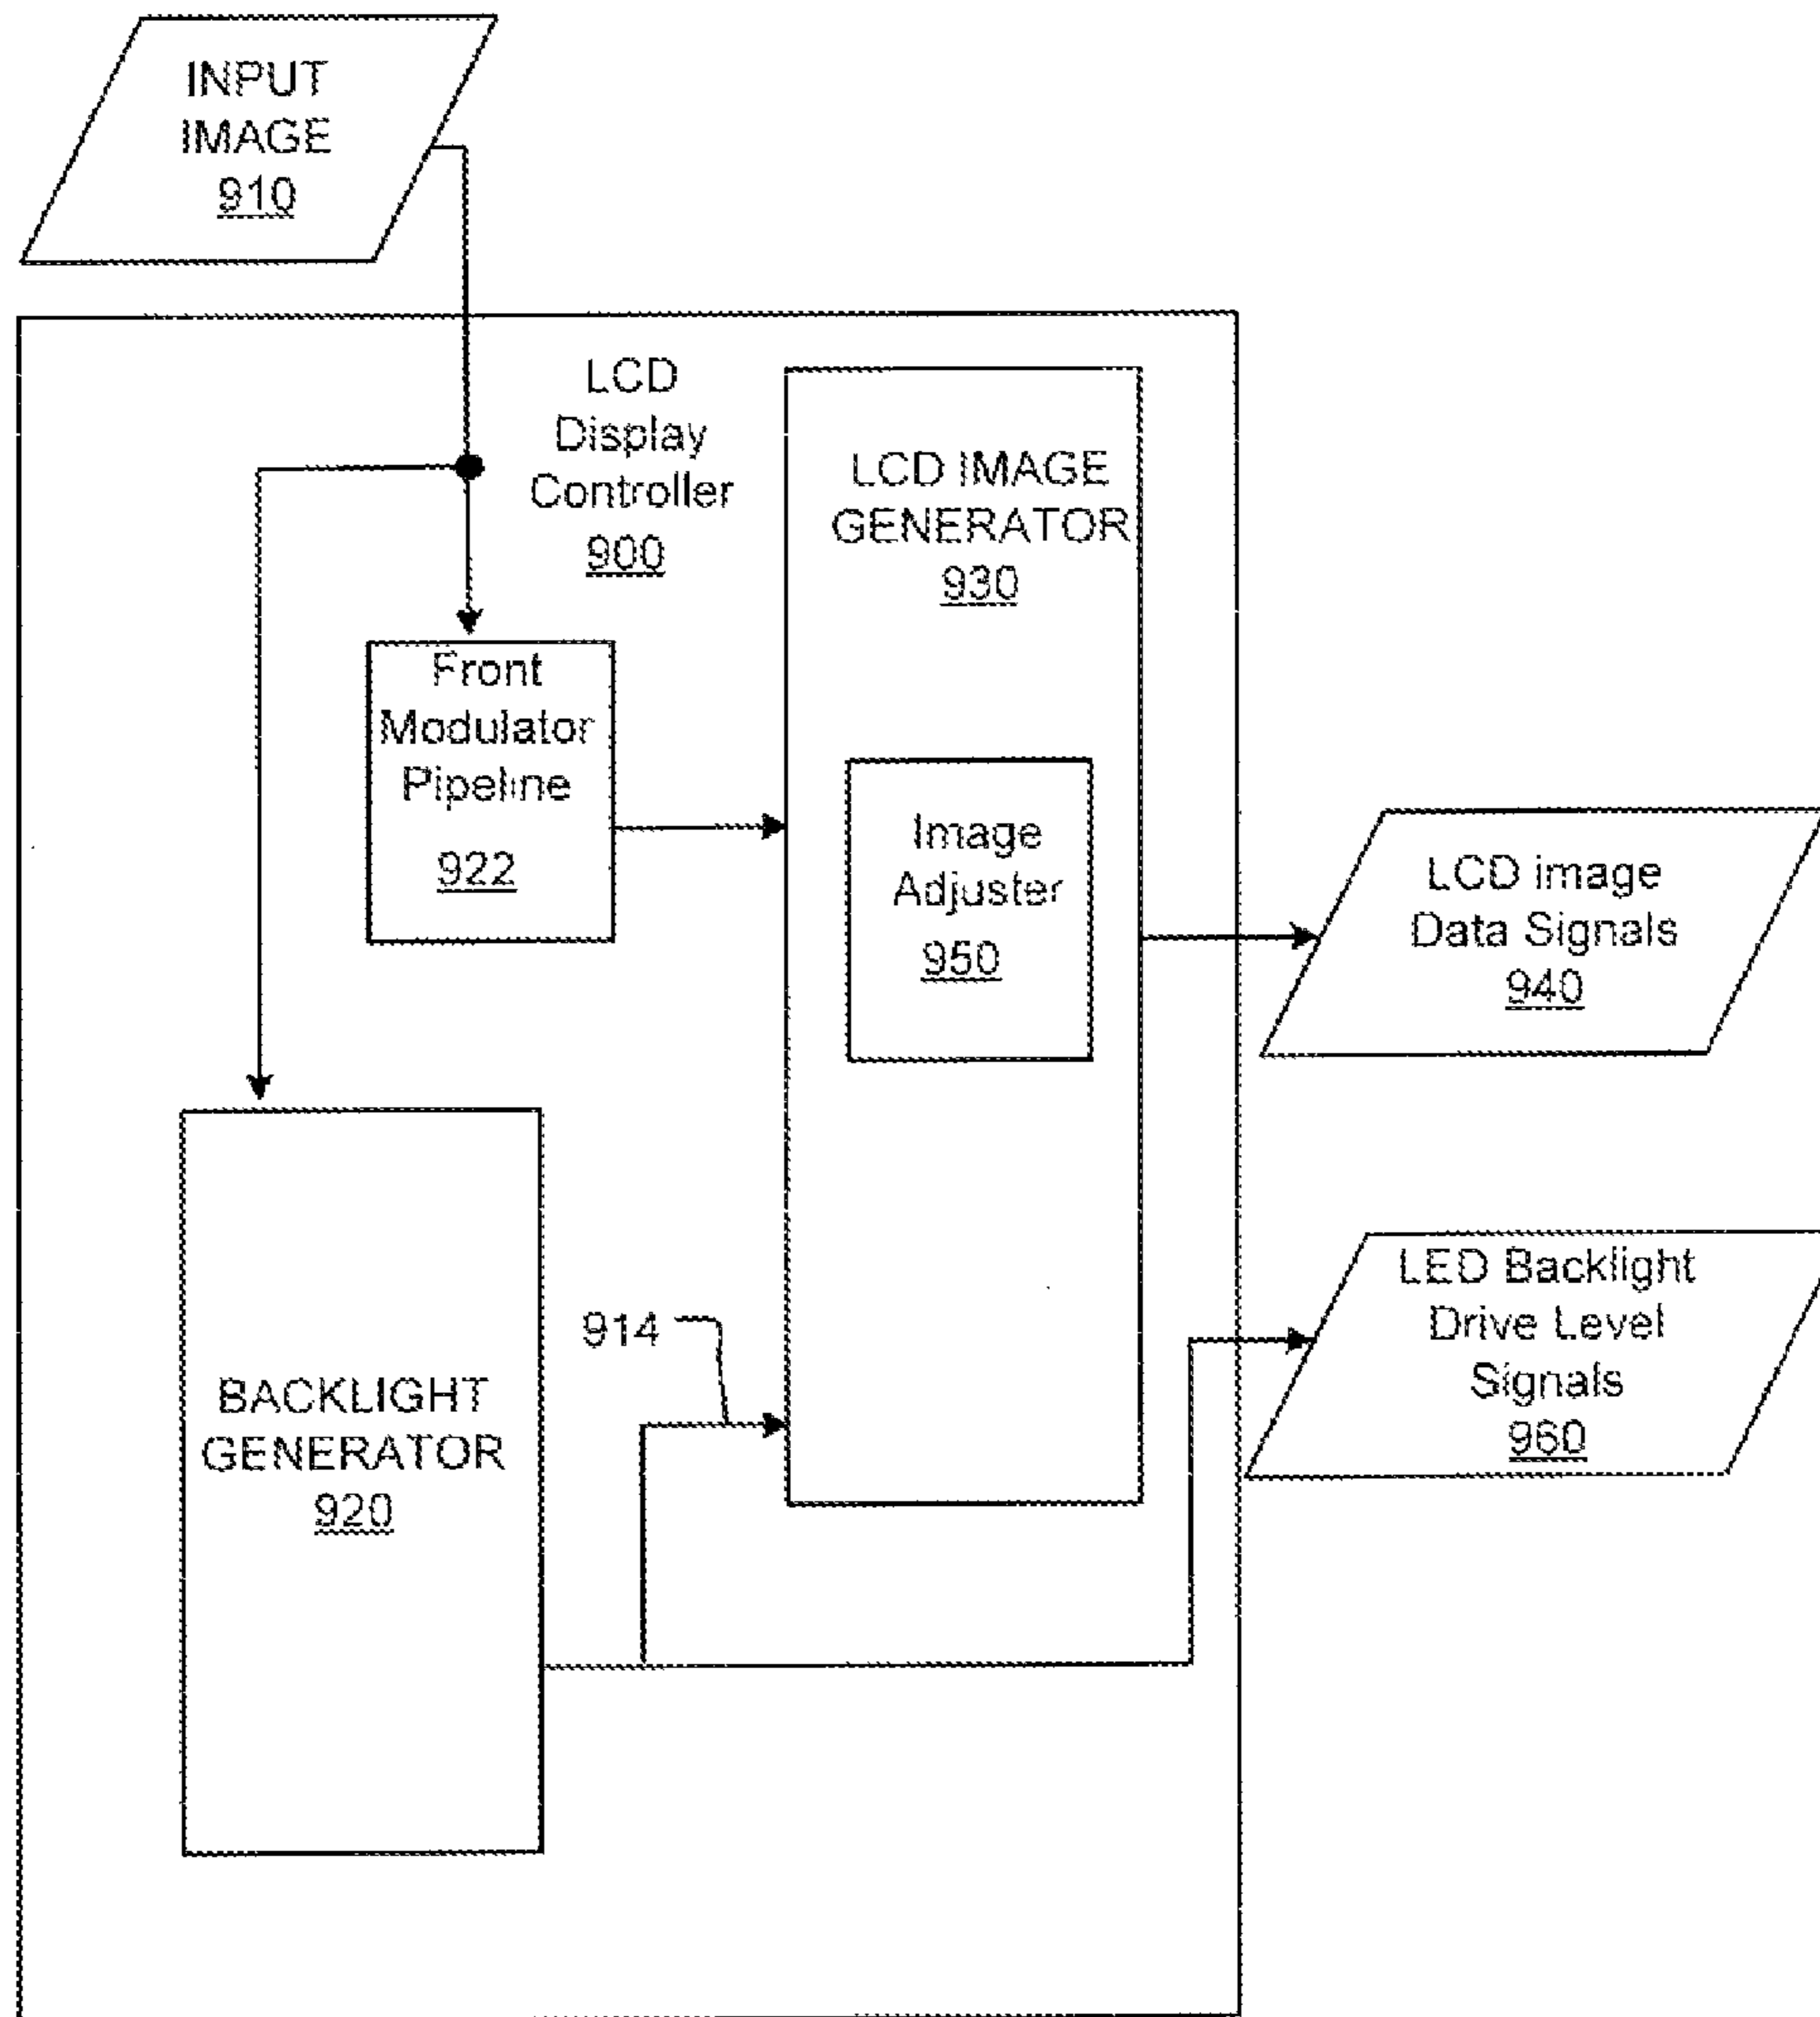 INPUT
IMAGE
910
LCD
Display
Controller
900
LCD IMAGE
GENERATOR
930
Front
Modulator
Pipeline
922
Image
Adjuster
950
LCD image
Data Signals
940
LED Backlight
Drive Level
Signals
960
914
BACKLIGHT
GENERATOR
920